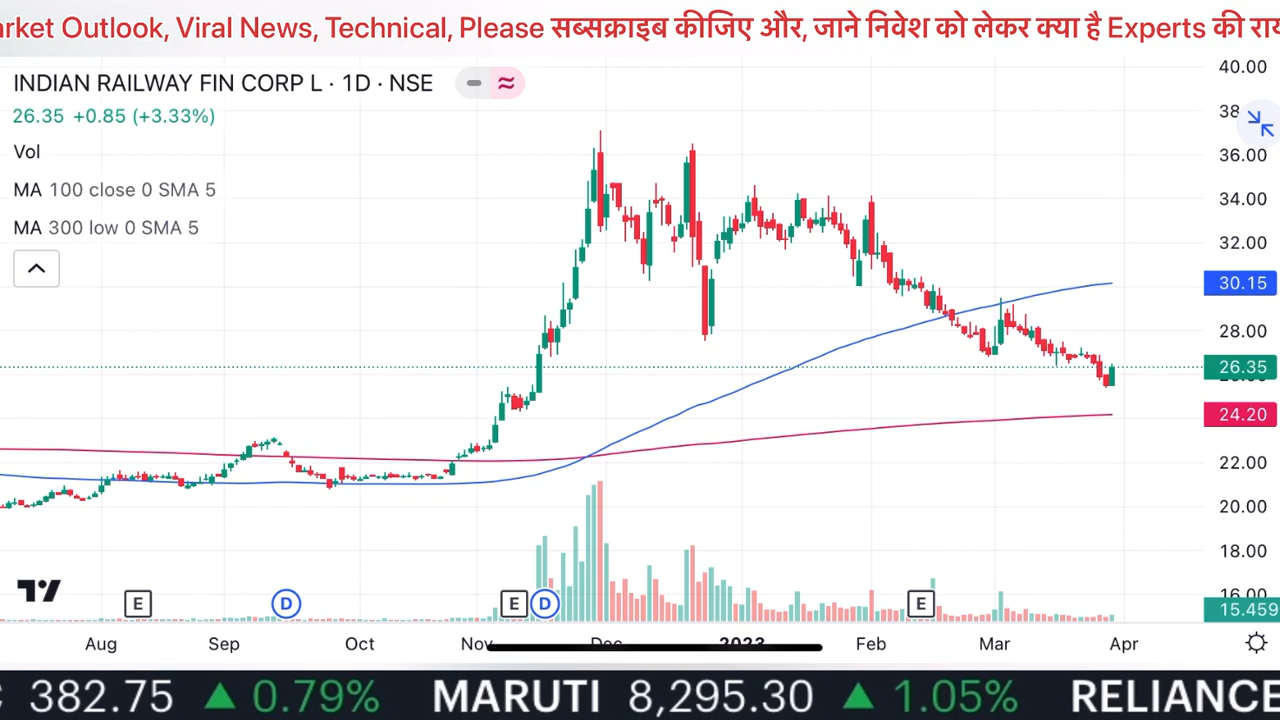 rket Outlook, Viral News, Technical, Please सब्सक्राइब कीजिए और, जाने निवेश को लेकर क्या है Experts की राय
INDIAN RAILWAY FIN CORP L · 1D · NSE
26.35 +0.85 (+3.33%)
Vol
MA 100 close 0 SMA 5
MA 300 low 0 SMA 5
40.00
38
36.00
34.00
32.00
30.15
28.00
26.35
24.20
22.00
20.00
18.00
16.00
15.459
E D E D E
Aug Sep Oct Nov Dec 2023 Feb Mar Apr
382.75 ▲ 0.79% MARUTI 8,295.30 ▲ 1.05% RELIANCE